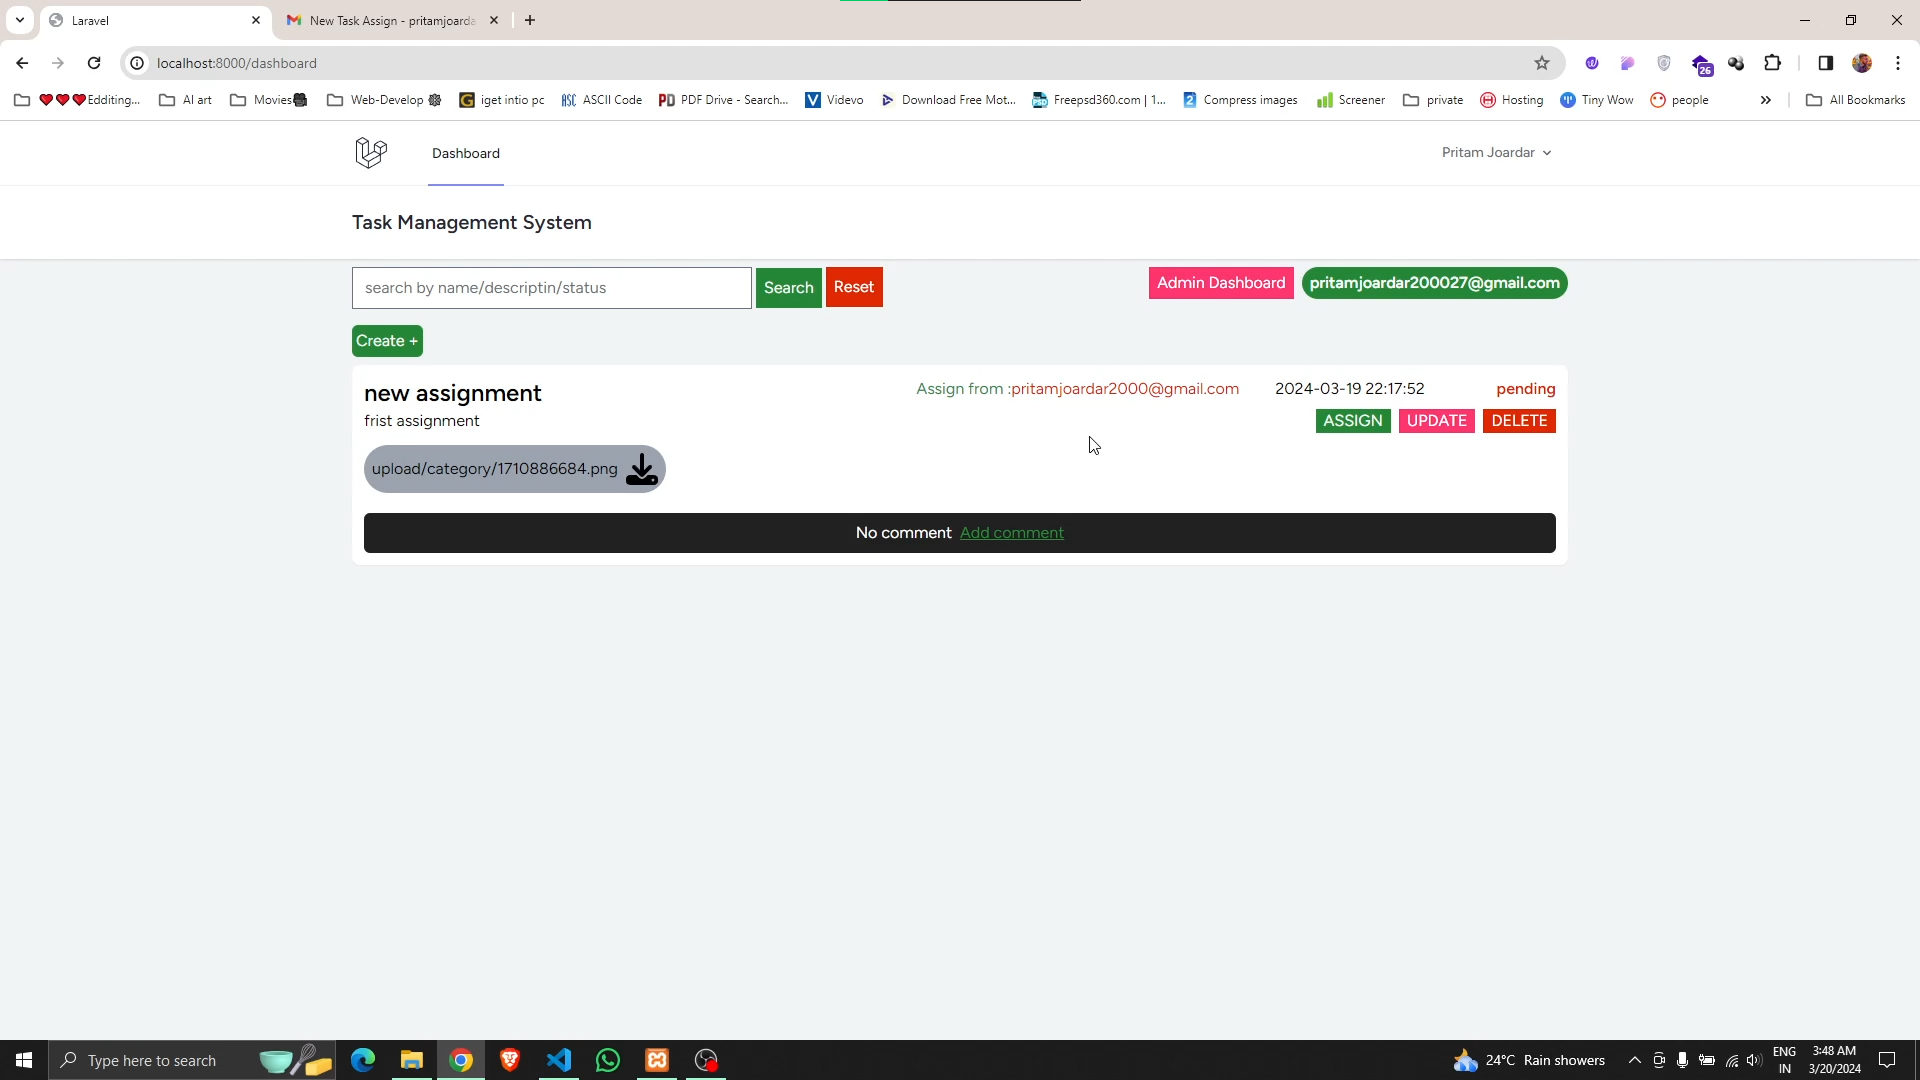 Laravel
New Task Assign - pritamjoarda
localhost:8000/dashboard
26
Edditing...
AI art
Movies
Web-Develop
iget intio pc
ASCII Code
PDF Drive - Search...
Videvo
Download Free Mot...
Freepsd360.com | 1...
Compress images
Screener
private
Hosting
Tiny Wow
people
All Bookmarks
Dashboard
Pritam Joardar
Task Management System
search by name/descriptin/status
Search
Reset
Admin Dashboard
pritamjoardar200027@gmail.com
Create +
new assignment
Assign from :pritamjoardar2000@gmail.com
2024-03-19 22:17:52
pending
frist assignment
ASSIGN
UPDATE
DELETE
upload/category/1710886684.png
No comment Add comment
Type here to search
24°C Rain showers
ENG
IN
3:48 AM
3/20/2024